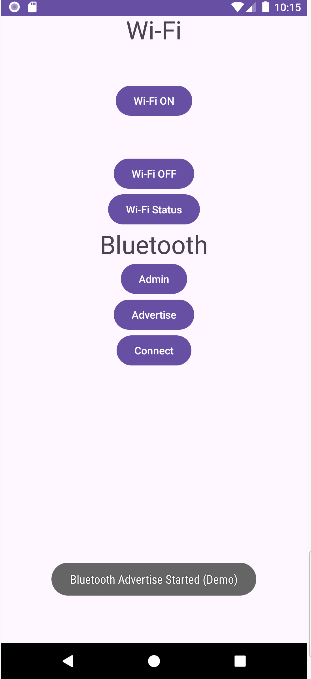 10:15
Wi-Fi
Wi-Fi ON
Wi-Fi OFF
Wi-Fi Status
Bluetooth
Admin
Advertise
Connect
Bluetooth Advertise Started (Demo)